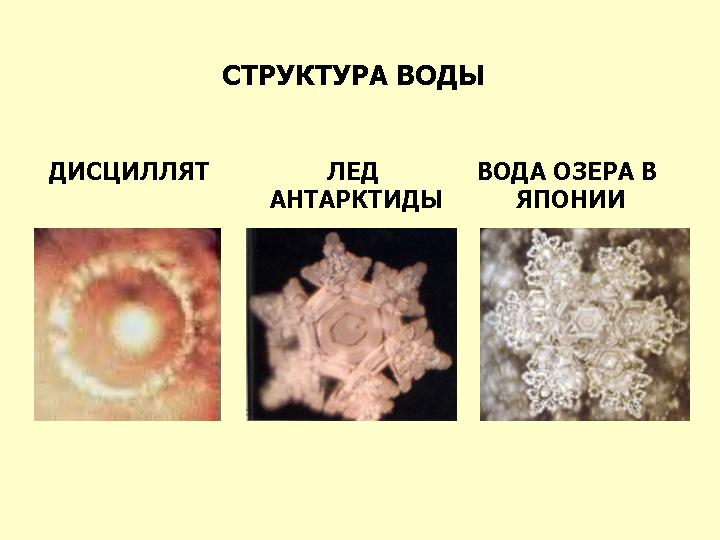 СТРУКТУРА ВОДЫ
ДИСЦИЛЛЯТ
ЛЕД
АНТАРКТИДЫ
ВОДА ОЗЕРА В
ЯПОНИИ